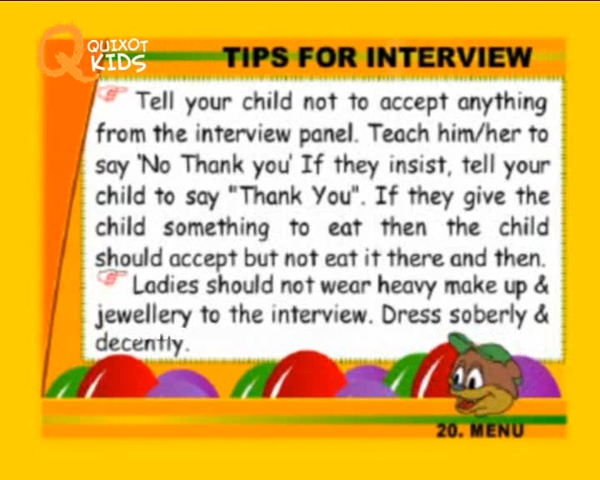 QUIXOT
KIDS
TIPS FOR INTERVIEW
Tell your child not to accept anything
from the interview panel. Teach him/her to
say 'No Thank you' If they insist, tell your
child to say "Thank You". If they give the
child something to eat then the child
should accept but not eat it there and then.
Ladies should not wear heavy make up &
jewellery to the interview. Dress soberly &
decently.
20. MENU